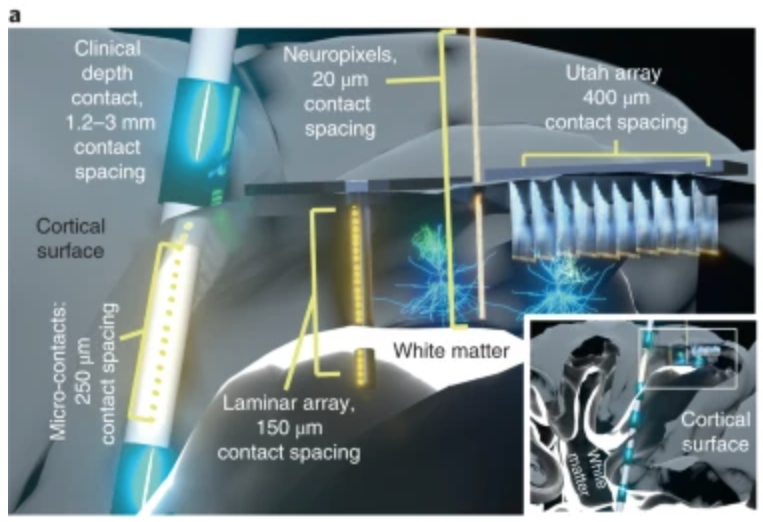 a
Clinical
depth
contact,
1.2–3 mm
contact
spacing
Neuropixels,
20 μm
contact
spacing
Utah array
400 μm
contact spacing
Cortical
surface
Micro-contacts:
250 μm
contact spacing
Laminar array,
150 μm
contact spacing
White matter
Cortical
surface
White
matter